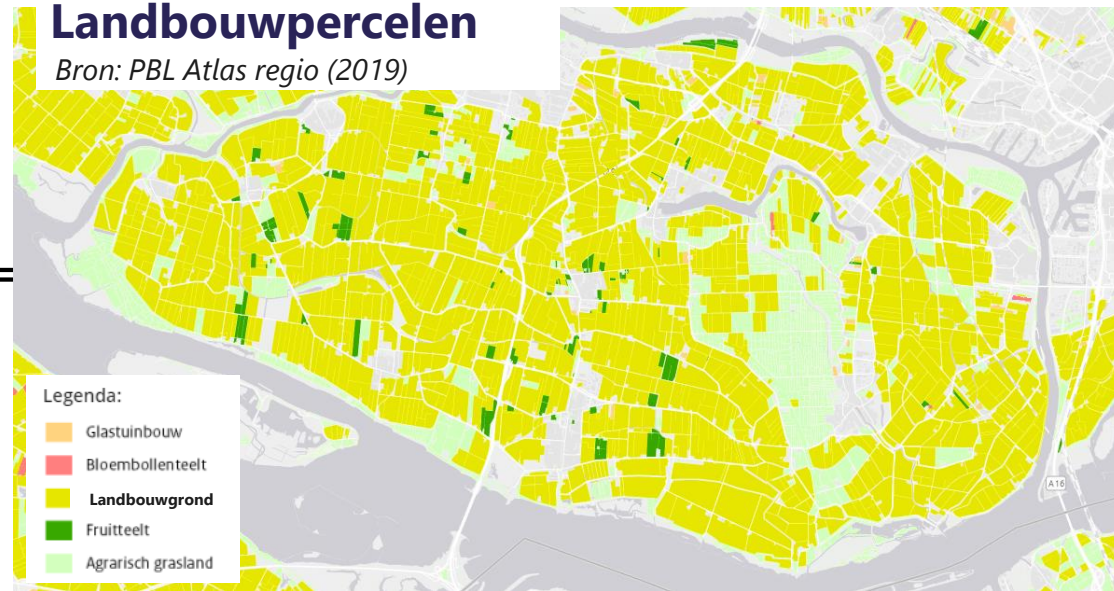 Landbouwpercelen
Bron: PBL Atlas regio (2019)
Legenda:
Glastuinbouw
Bloembollenteelt
Landbouwgrond
Fruitteelt
Agrarisch grasland
A16